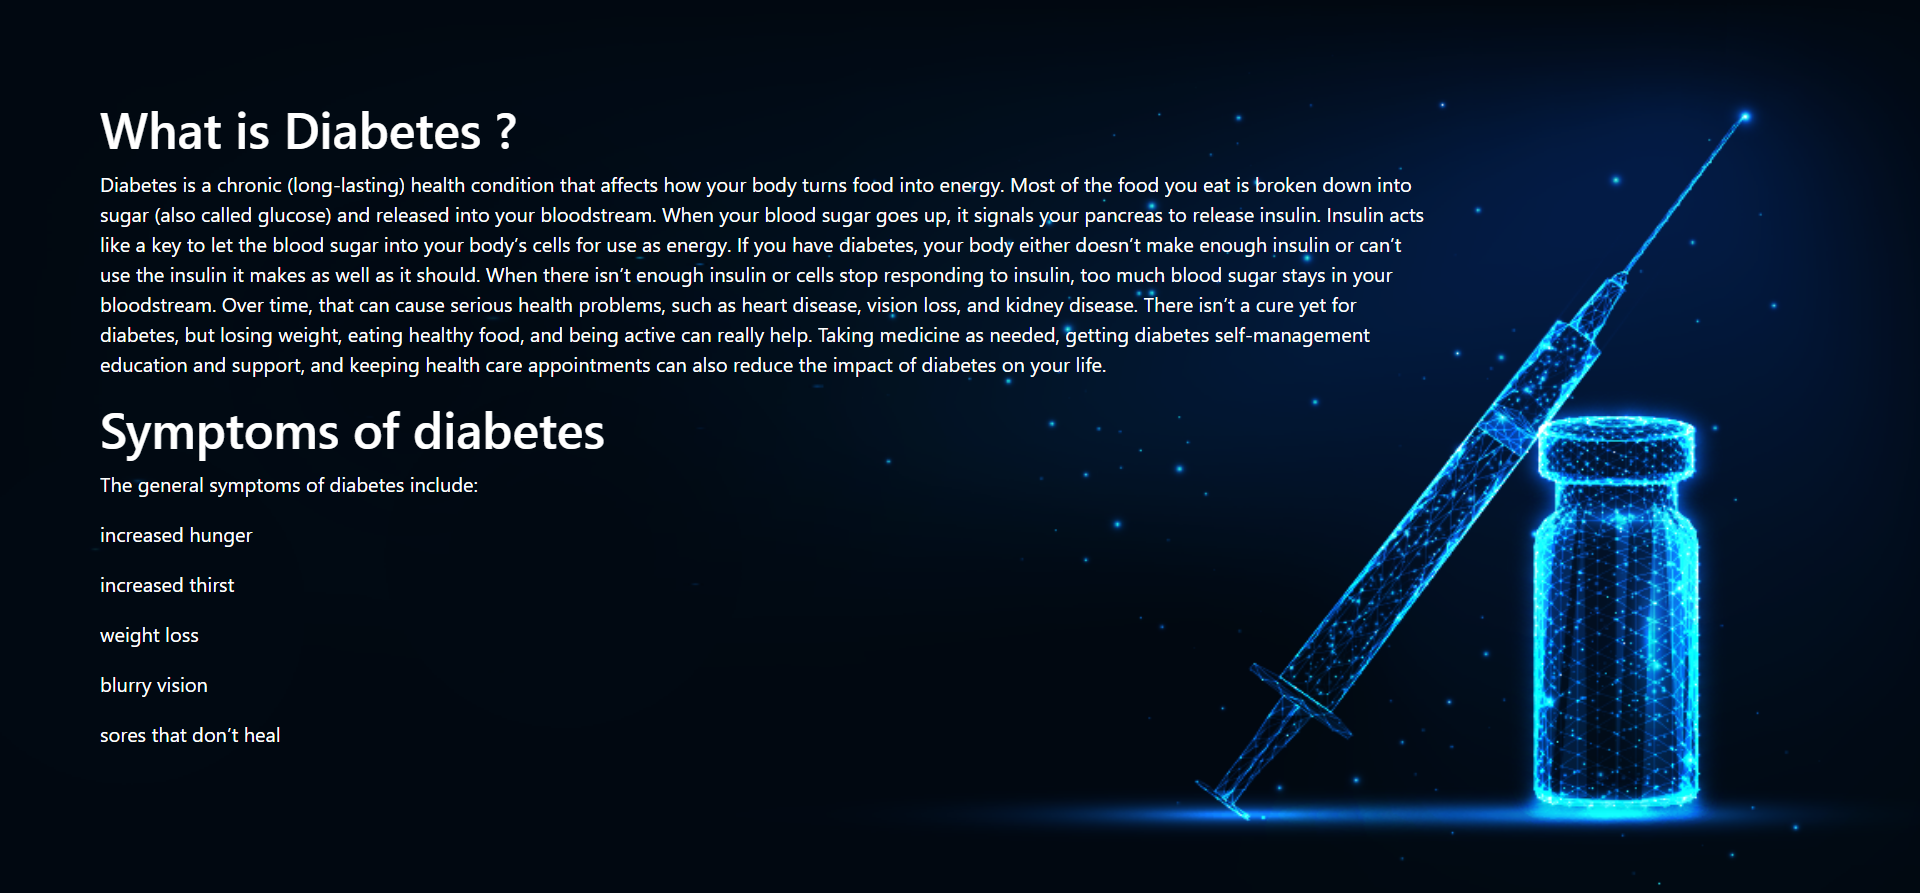 What is Diabetes ?
Diabetes is a chronic (long-lasting) health condition that affects how your body turns food into energy. Most of the food you eat is broken down into
sugar (also called glucose) and released into your bloodstream. When your blood sugar goes up, it signals your pancreas to release insulin. Insulin acts
like a key to let the blood sugar into your body’s cells for use as energy. If you have diabetes, your body either doesn’t make enough insulin or can’t
use the insulin it makes as well as it should. When there isn’t enough insulin or cells stop responding to insulin, too much blood sugar stays in your
bloodstream. Over time, that can cause serious health problems, such as heart disease, vision loss, and kidney disease. There isn’t a cure yet for
diabetes, but losing weight, eating healthy food, and being active can really help. Taking medicine as needed, getting diabetes self-management
education and support, and keeping health care appointments can also reduce the impact of diabetes on your life.
Symptoms of diabetes
The general symptoms of diabetes include:
increased hunger
increased thirst
weight loss
blurry vision
sores that don’t heal